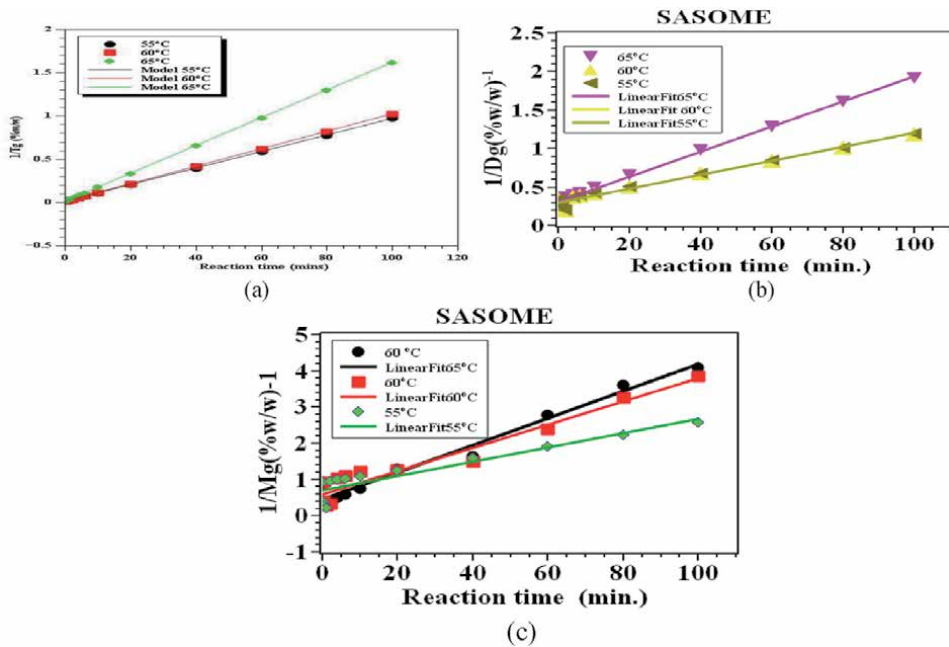 2
1.5
1
0.5
0
−0.5
1/Tg (%w/w)
55°C
60°C
65°C
Model 55°C
Model 60°C
Model 65°C
0 20 40 60 80 100 120
Reaction time (mins)
(a)
SASOME
2.5
2
1.5
1
0.5
0
1/Dg(%w/w)-1
65°C
60°C
55°C
LinearFit65°C
LinearFit 60°C
LinearFit55°C
0 20 40 60 80 100
Reaction time (min.)
(b)
SASOME
5
4
3
2
1
0
-1
1/Mg(%w/w)-1
60 °C
LinearFit65°C
60°C
LinearFit60°C
55°C
LinearFit55°C
0 20 40 60 80 100
Reaction time (min.)
(c)